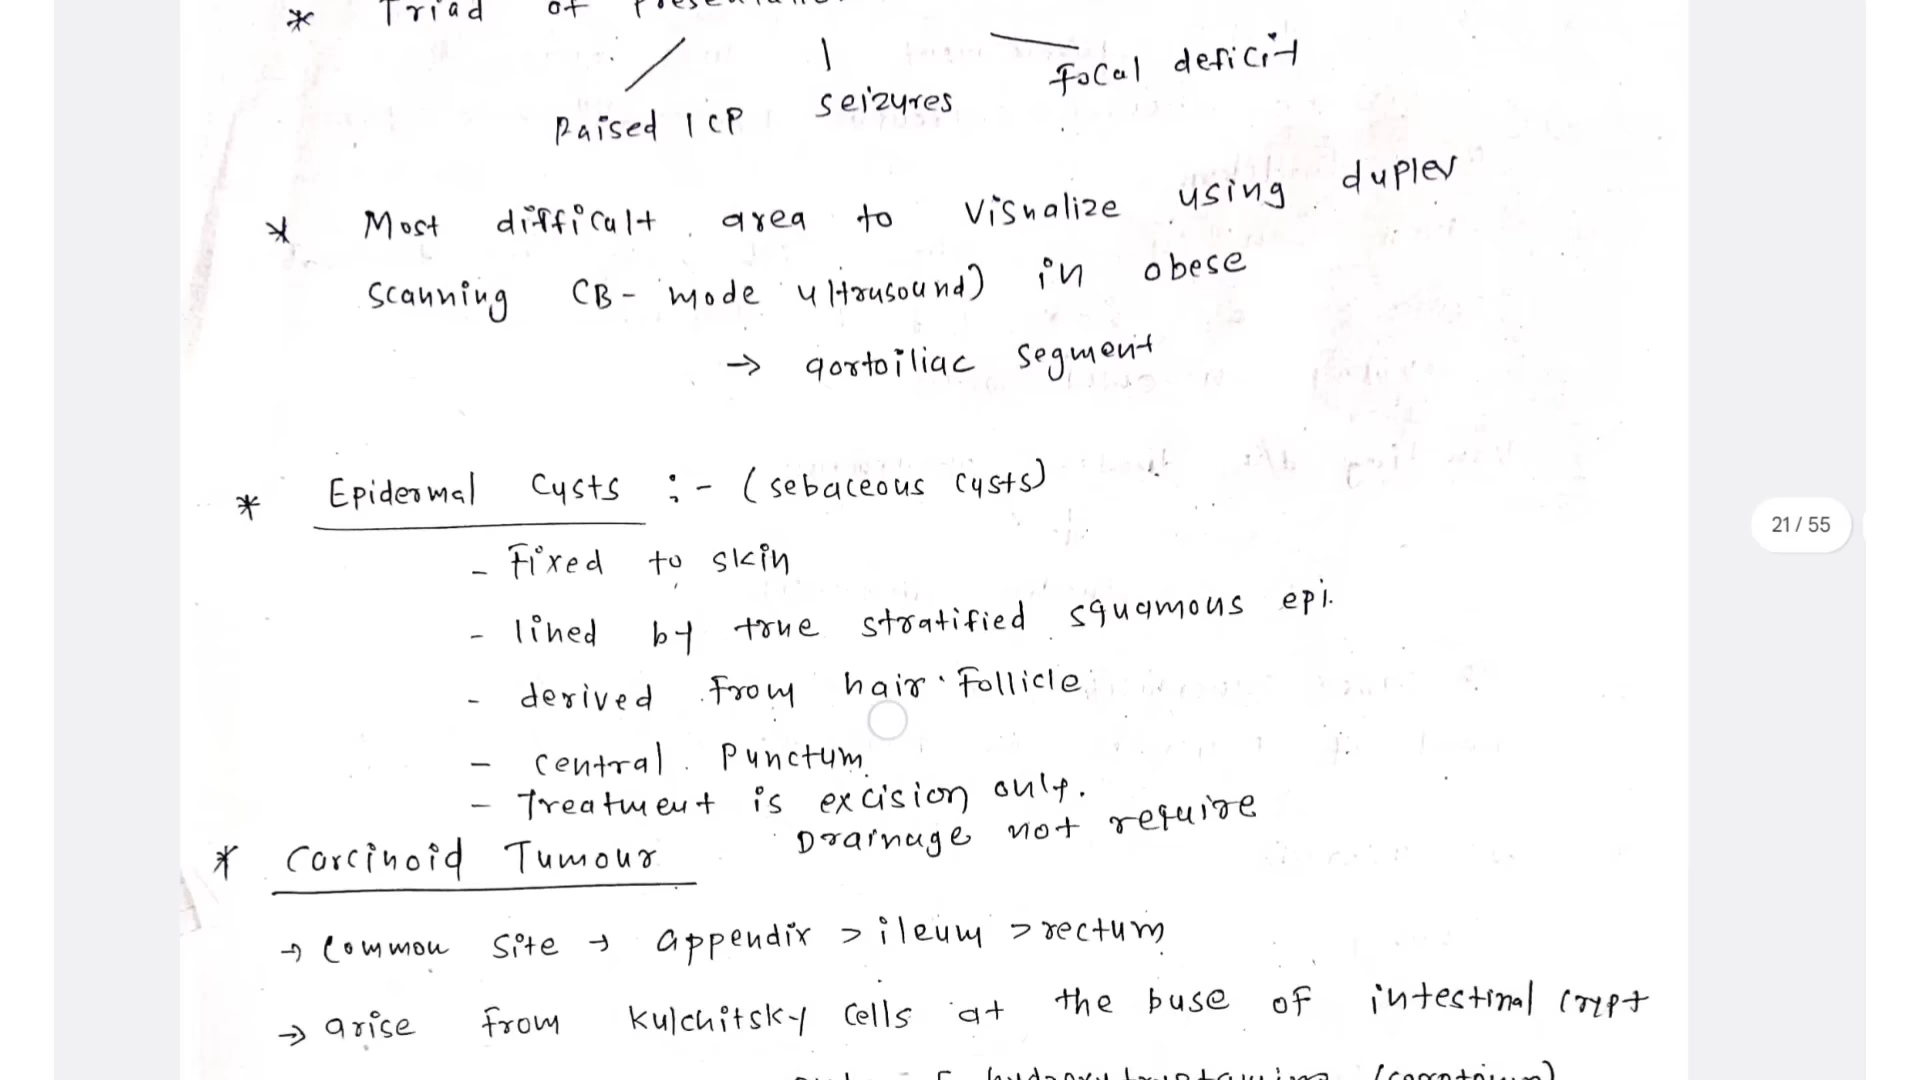 * Triad of
Raised ICP seizures focal deficit
* Most difficult area to visualize using duplex
scanning (B-mode ultrasound) in obese
→ aortoiliac segment
* Epidermal Cysts :- (sebaceous cysts)
- Fixed to skin
- lined by true stratified squamous epi.
- derived from hair follicle
- central Punctum
- Treatment is excision only.
Drainage not require
* Carcinoid Tumour
→ Common Site → appendix > ileum > rectum
→ arise from Kulchitsky Cells at the base of intestinal crypt
21 / 55